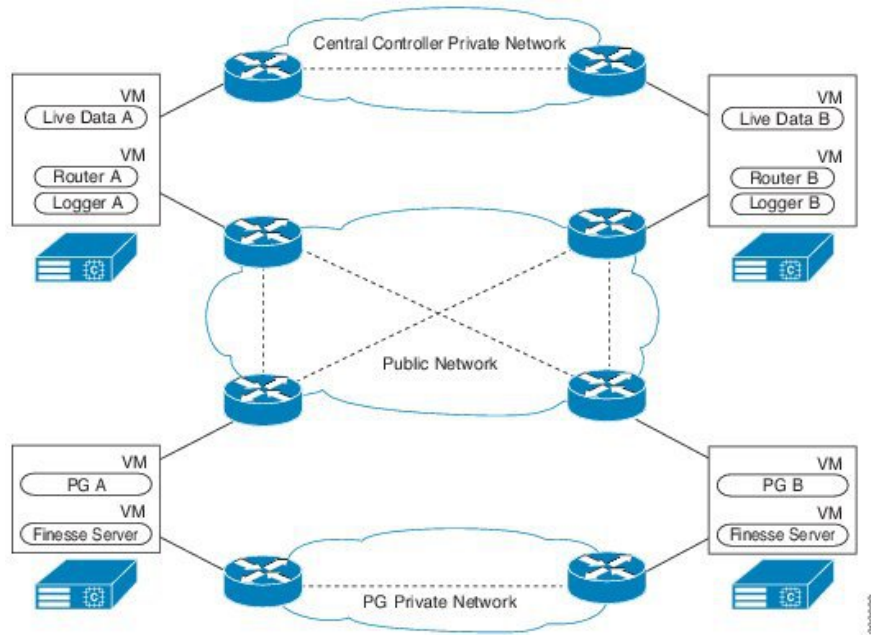 Central Controller Private Network
VM
Live Data A
VM
Router A
Logger A
VM
Live Data B
VM
Router B
Logger B
C
C
Public Network
VM
PG A
VM
Finesse Server
VM
PG B
VM
Finesse Server
C
C
PG Private Network